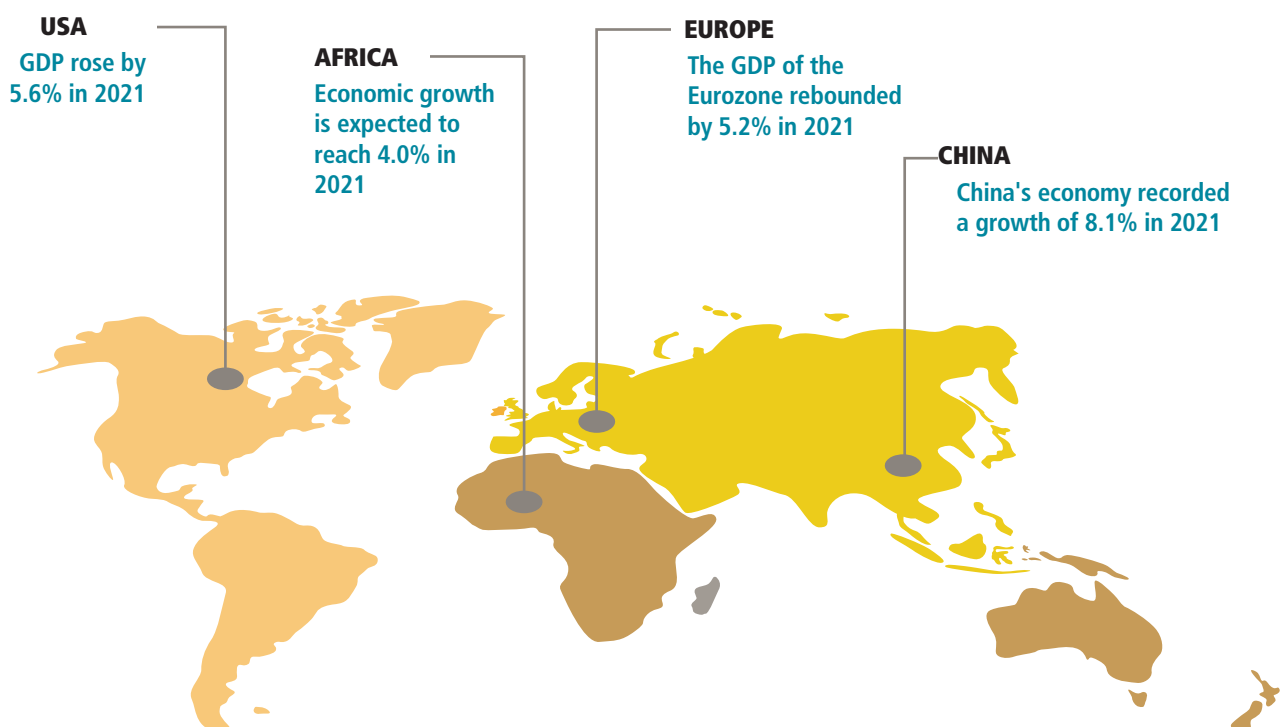 USA
GDP rose by
5.6% in 2021
AFRICA
Economic growth
is expected to
reach 4.0% in
2021
EUROPE
The GDP of the
Eurozone rebounded
by 5.2% in 2021
CHINA
China's economy recorded
a growth of 8.1% in 2021